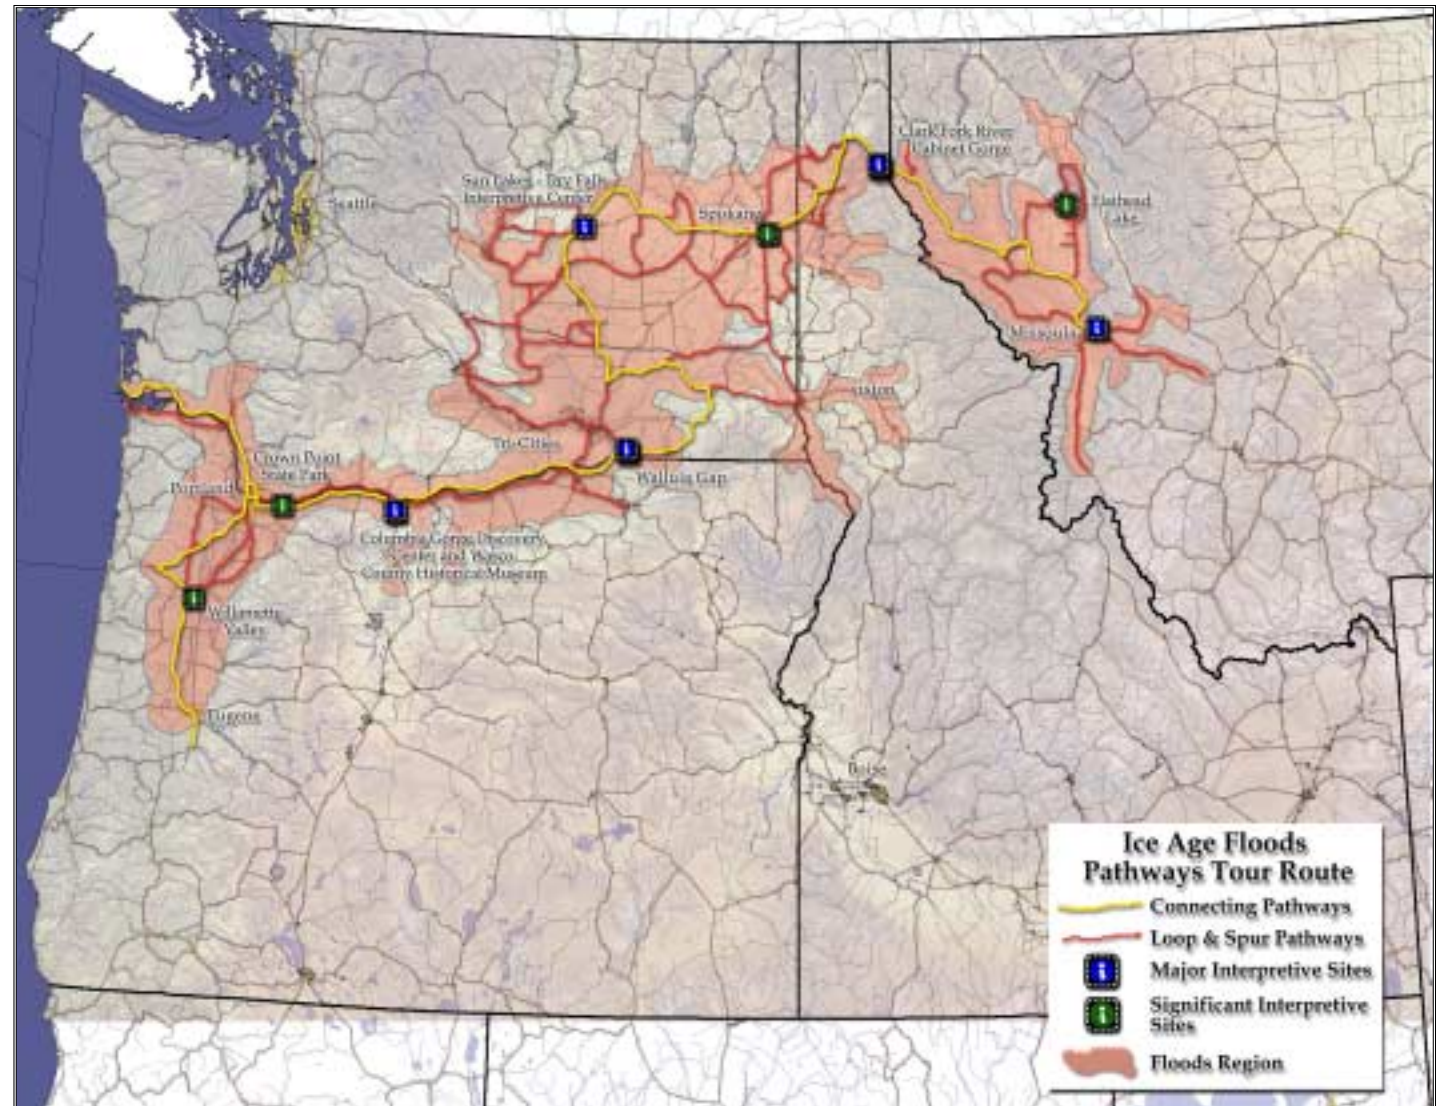 Clark Fork River
Cabinet Gorge
Sun Lakes - Dry Falls
Interpretive Center
Seattle
Spokane
Flathead
Lake
Missoula
iston
Tri-Cities
Wallula Gap
Crown Point
State Park
Portland
Columbia Gorge Discovery
Center and Wasco
County Historical Museum
Willamette
Valley
Eugene
Boise
Ice Age Floods
Pathways Tour Route
Connecting Pathways
Loop & Spur Pathways
Major Interpretive Sites
Significant Interpretive
Sites
Floods Region